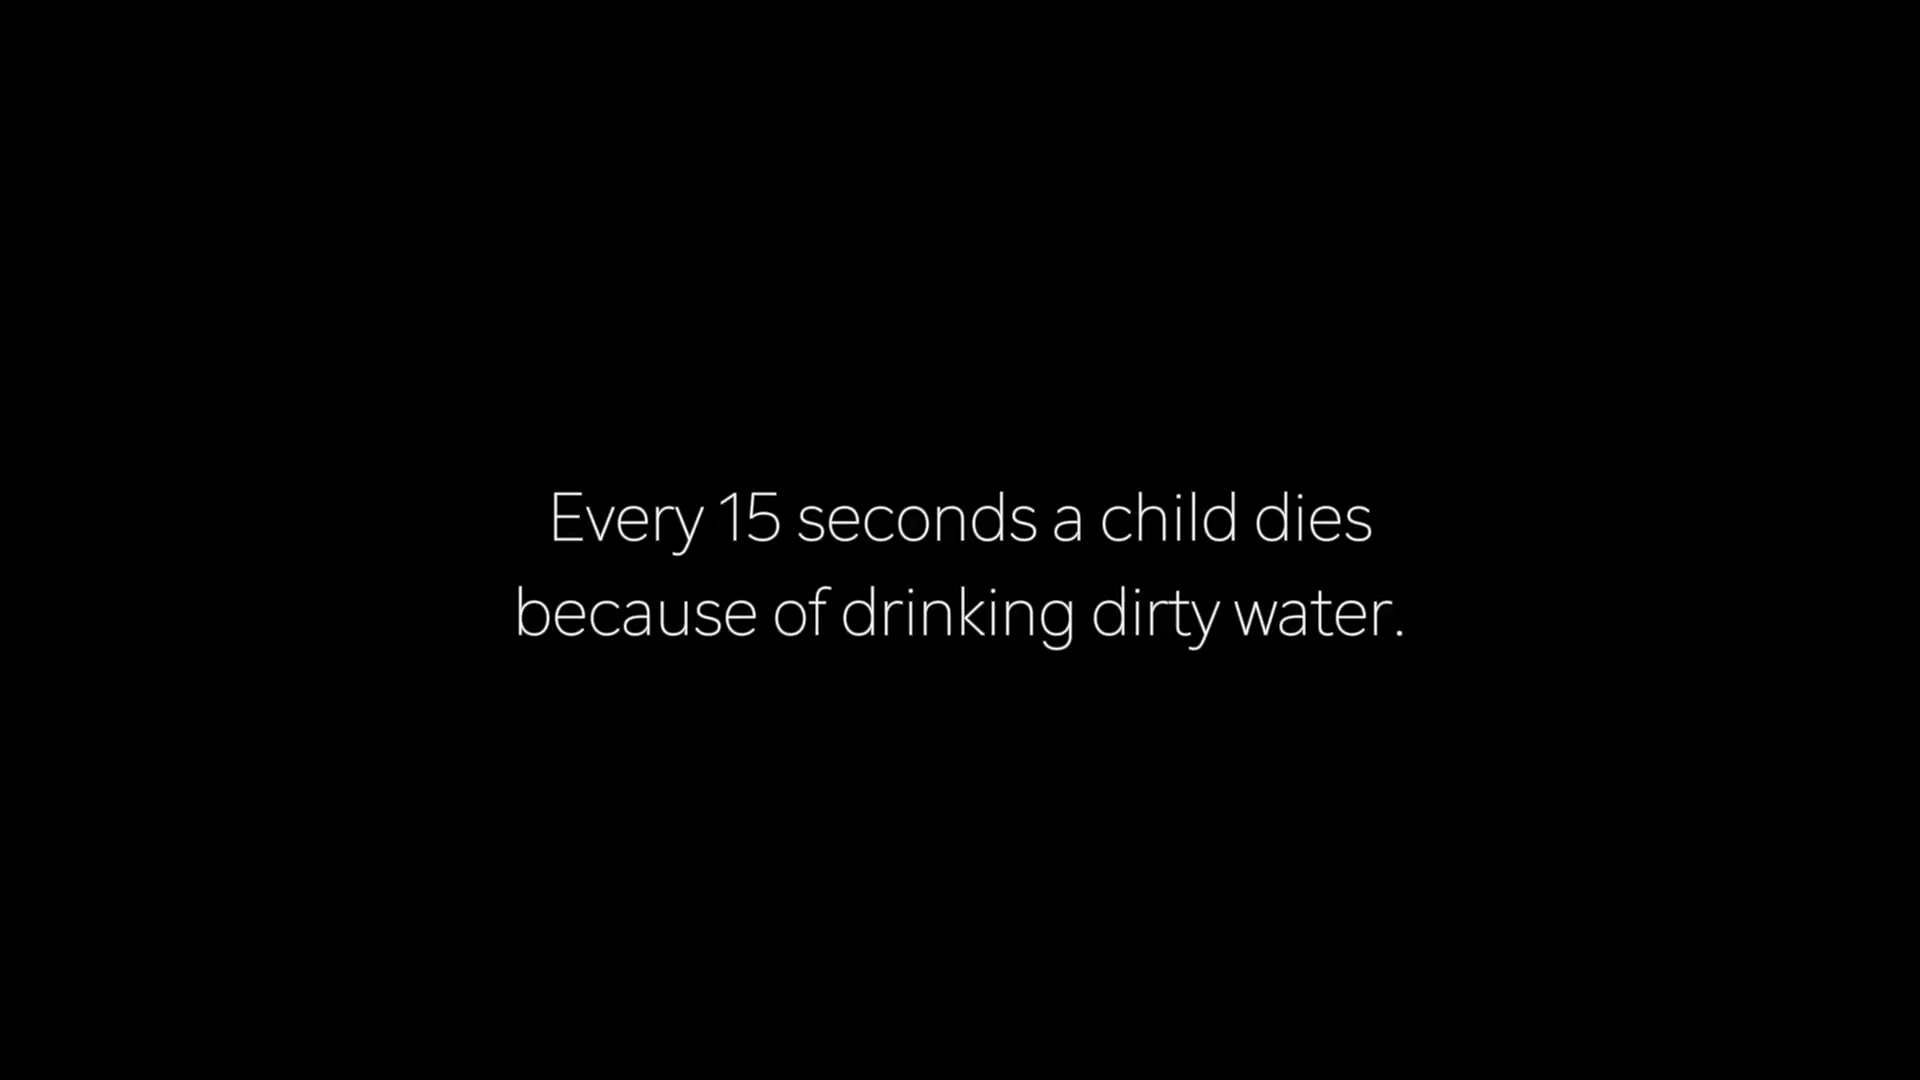 Every 15 seconds a child dies
because of drinking dirty water.